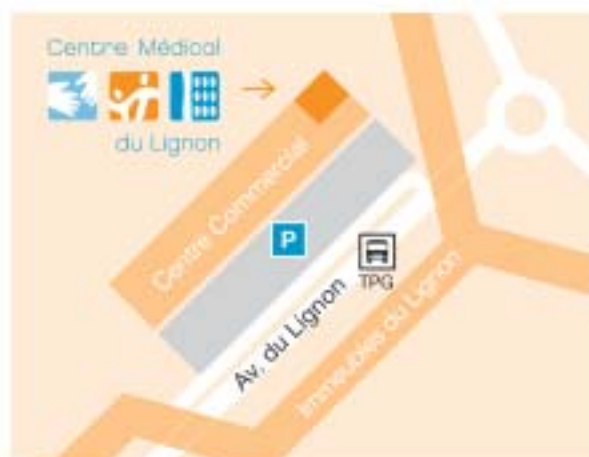 Centre Médical
du Lignon
Centre Commercial
P
TPG
Av. du Lignon
Immeubles du Lignon